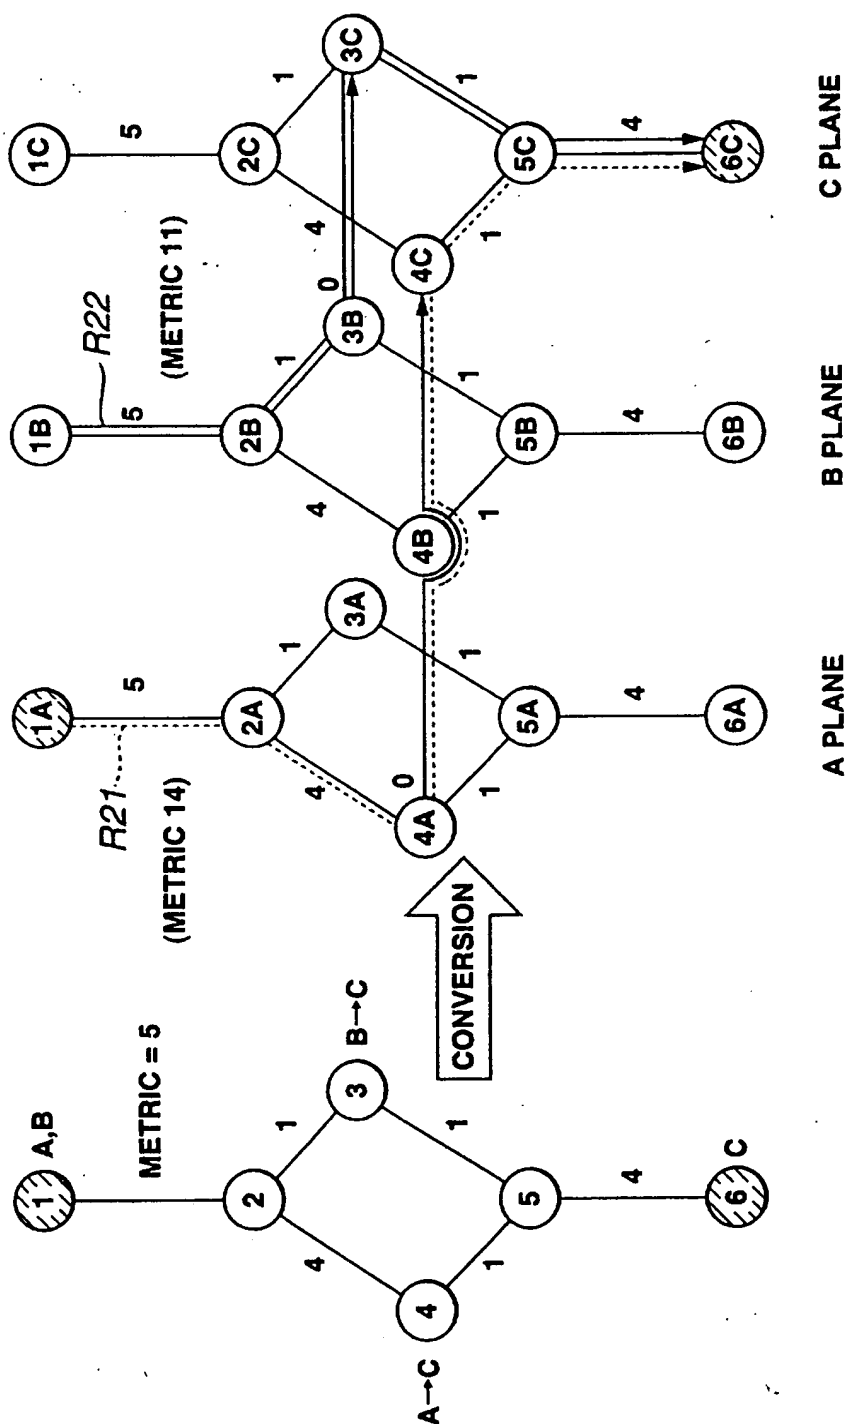 1
A,B
METRIC = 5
2
4
1
4
A→C
3
B→C
1
1
5
4
6
C
CONVERSION
1A
R21
5
(METRIC 14)
2A
4
1
3A
4A
0
1
1
5A
4
6A
A PLANE
1B
R22
5
(METRIC 11)
2B
4
1
3B
0
4B
1
1
5B
4
6B
B PLANE
1C
5
2C
4
1
3C
4C
1
1
5C
4
6C
C PLANE